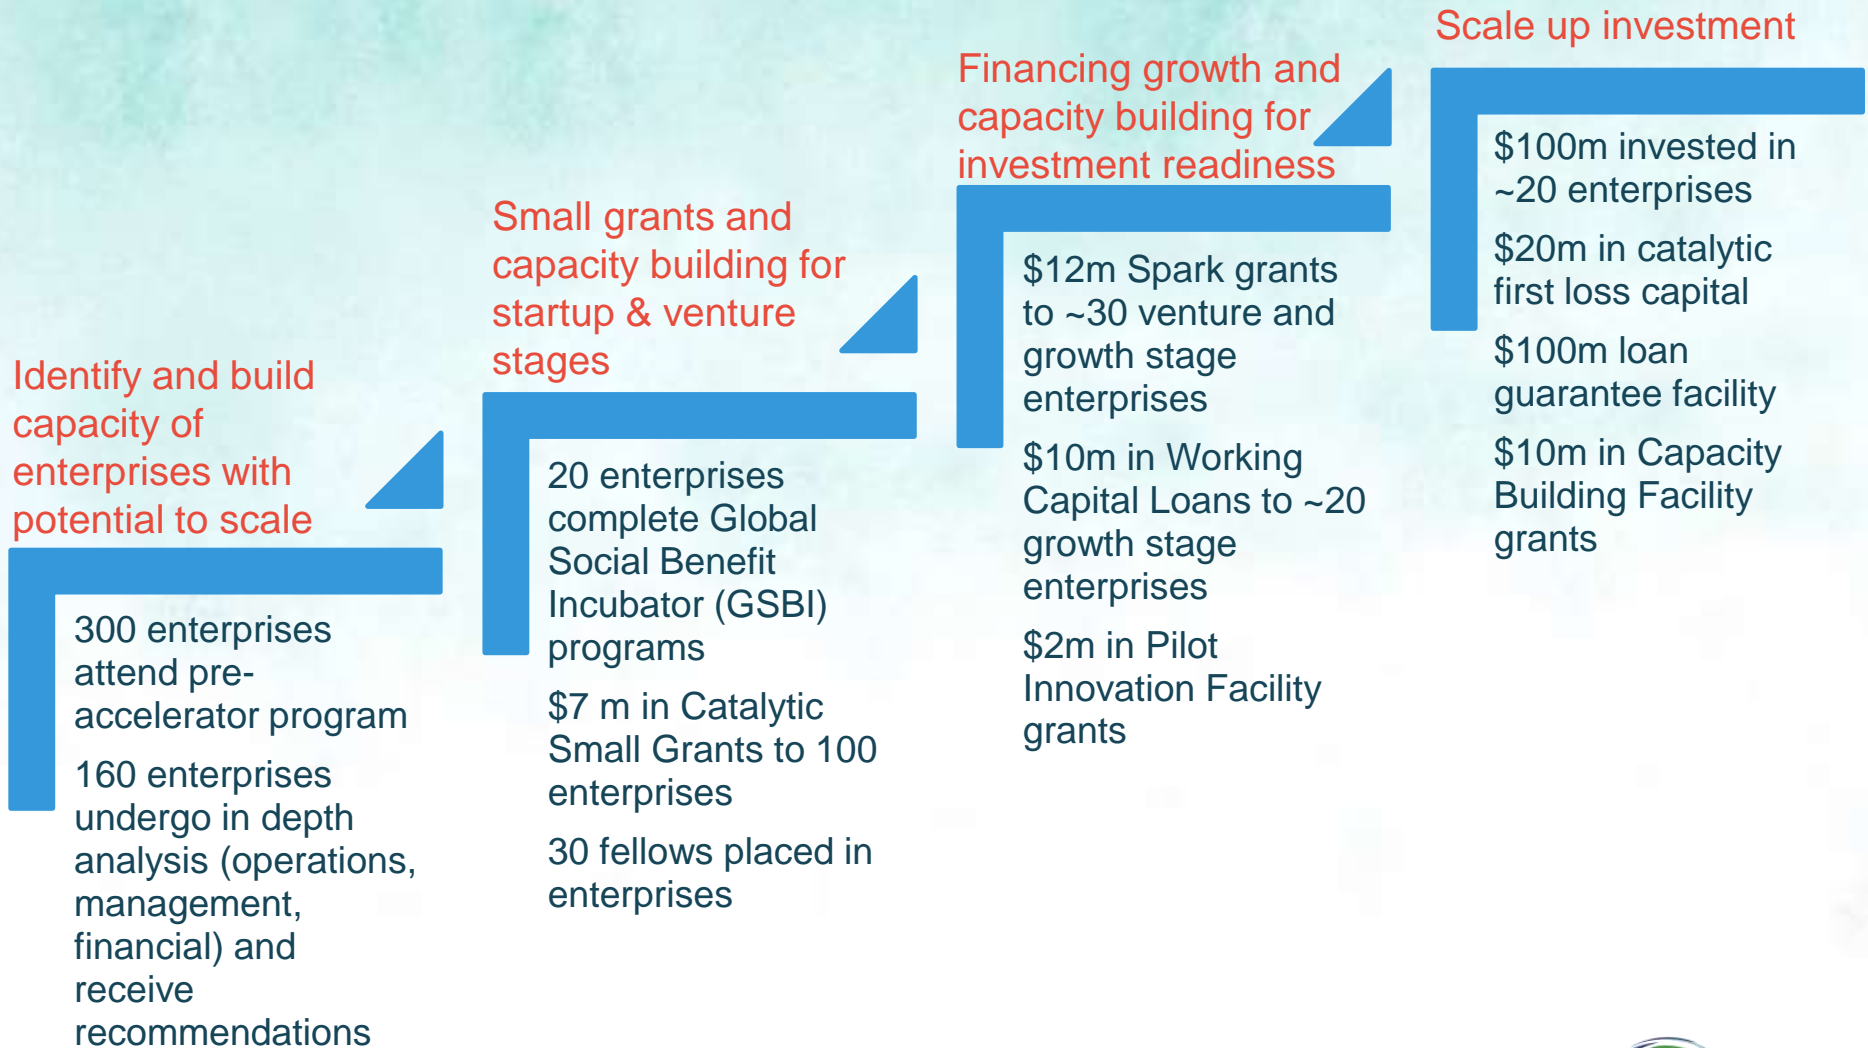 Identify and build
capacity of
enterprises with
potential to scale
300 enterprises
attend pre-
accelerator program
160 enterprises
undergo in depth
analysis (operations,
management,
financial) and
receive
recommendations
Small grants and
capacity building for
startup & venture
stages
20 enterprises
complete Global
Social Benefit
Incubator (GSBI)
programs
$7 m in Catalytic
Small Grants to 100
enterprises
30 fellows placed in
enterprises
Financing growth and
capacity building for
investment readiness
$12m Spark grants
to ~30 venture and
growth stage
enterprises
$10m in Working
Capital Loans to ~20
growth stage
enterprises
$2m in Pilot
Innovation Facility
grants
Scale up investment
$100m invested in
~20 enterprises
$20m in catalytic
first loss capital
$100m loan
guarantee facility
$10m in Capacity
Building Facility
grants